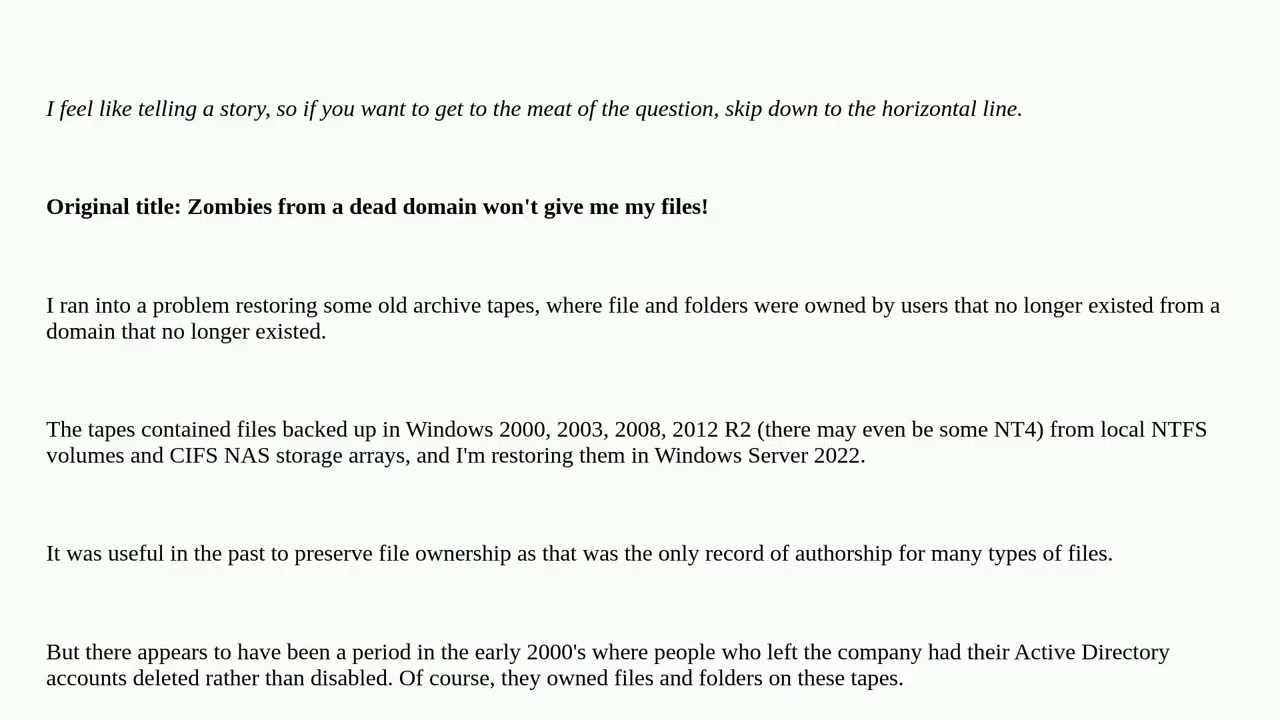 I feel like telling a story, so if you want to get to the meat of the question, skip down to the horizontal line.
Original title: Zombies from a dead domain won't give me my files!
I ran into a problem restoring some old archive tapes, where file and folders were owned by users that no longer existed from a
domain that no longer existed.
The tapes contained files backed up in Windows 2000, 2003, 2008, 2012 R2 (there may even be some NT4) from local NTFS
volumes and CIFS NAS storage arrays, and I'm restoring them in Windows Server 2022.
It was useful in the past to preserve file ownership as that was the only record of authorship for many types of files.
But there appears to have been a period in the early 2000's where people who left the company had their Active Directory
accounts deleted rather than disabled. Of course, they owned files and folders on these tapes.